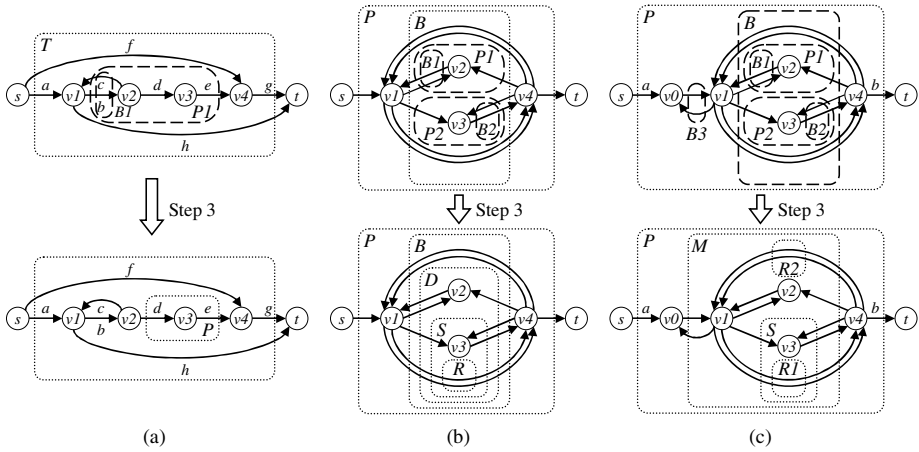 T
f
s a v1 c b B1 v2 d v3 e P1 v4 g t
h
Step 3
T
f
s a v1 c b v2 d v3 e P v4 g t
h
(a)
P B
B1 v2 P1
s v1 v4 t
P2 v3 B2
Step 3
P B
D v2
s v1 v4 t
S v3
R
(b)
P B
B1 v2 P1
s a v0 v1 v4 b t
B3 P2 v3 B2
Step 3
P M
R2
v2
s a v0 v1 v4 b t
S v3
R1
(c)